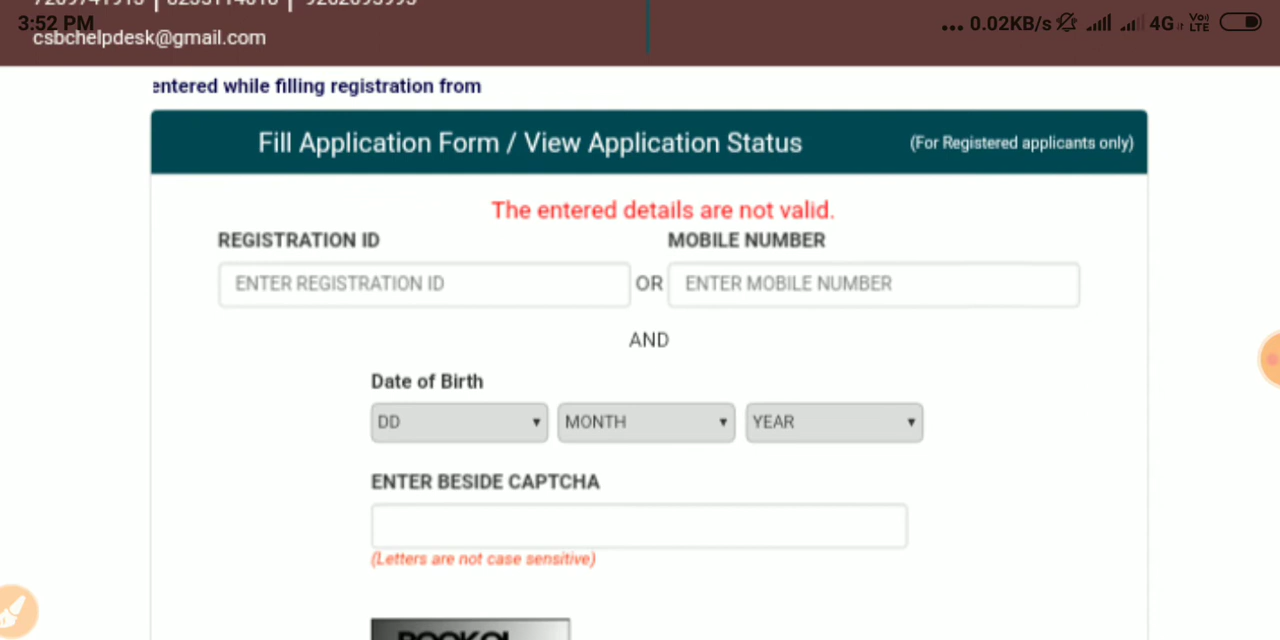 3:52 PM
... 0.02KB/s 4G Vo) LTE
csbchelpdesk@gmail.com
entered while filling registration from
Fill Application Form / View Application Status (For Registered applicants only)
The entered details are not valid.
REGISTRATION ID MOBILE NUMBER
ENTER REGISTRATION ID OR ENTER MOBILE NUMBER
AND
Date of Birth
DD MONTH YEAR
ENTER BESIDE CAPTCHA
(Letters are not case sensitive)